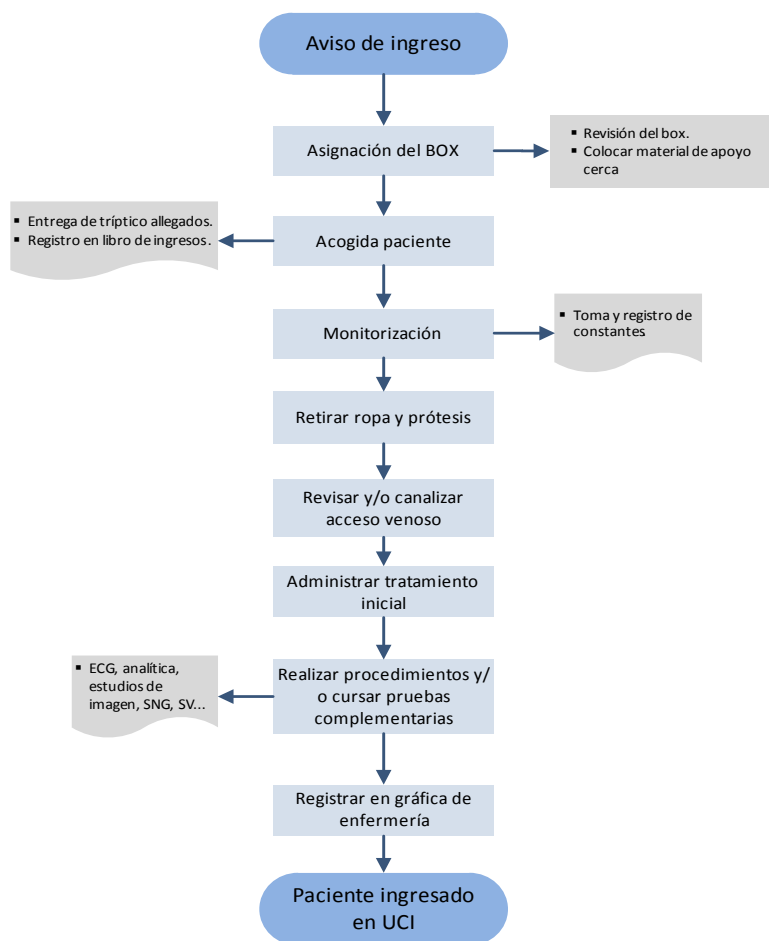 Aviso de ingreso
Asignación del BOX
▪ Revisión del box.
▪ Colocar material de apoyo
cerca
▪ Entrega de tríptico allegados.
▪ Registro en libro de ingresos.
Acogida paciente
Monitorización
▪ Toma y registro de
constantes
Retirar ropa y prótesis
Revisar y/o canalizar
acceso venoso
Administrar tratamiento
inicial
▪ ECG, analítica,
estudios de
imagen, SNG, SV...
Realizar procedimientos y/
o cursar pruebas
complementarias
Registrar en gráfica de
enfermería
Paciente ingresado
en UCI